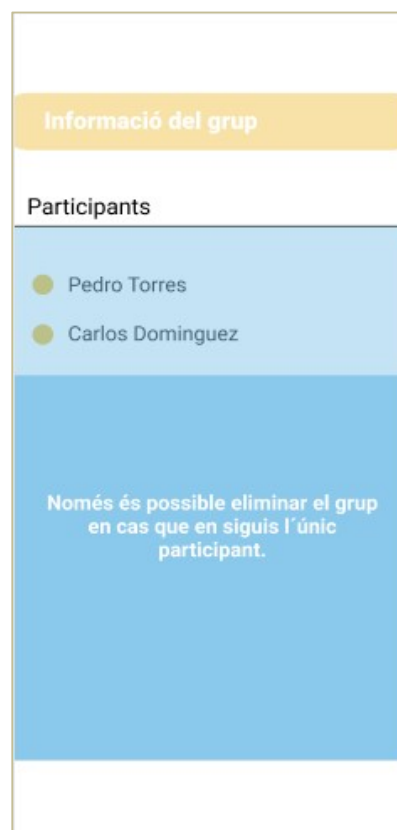 Informació del grup
Participants
Pedro Torres
Carlos Dominguez
Només és possible eliminar el grup
en cas que en siguis l´únic
participant.